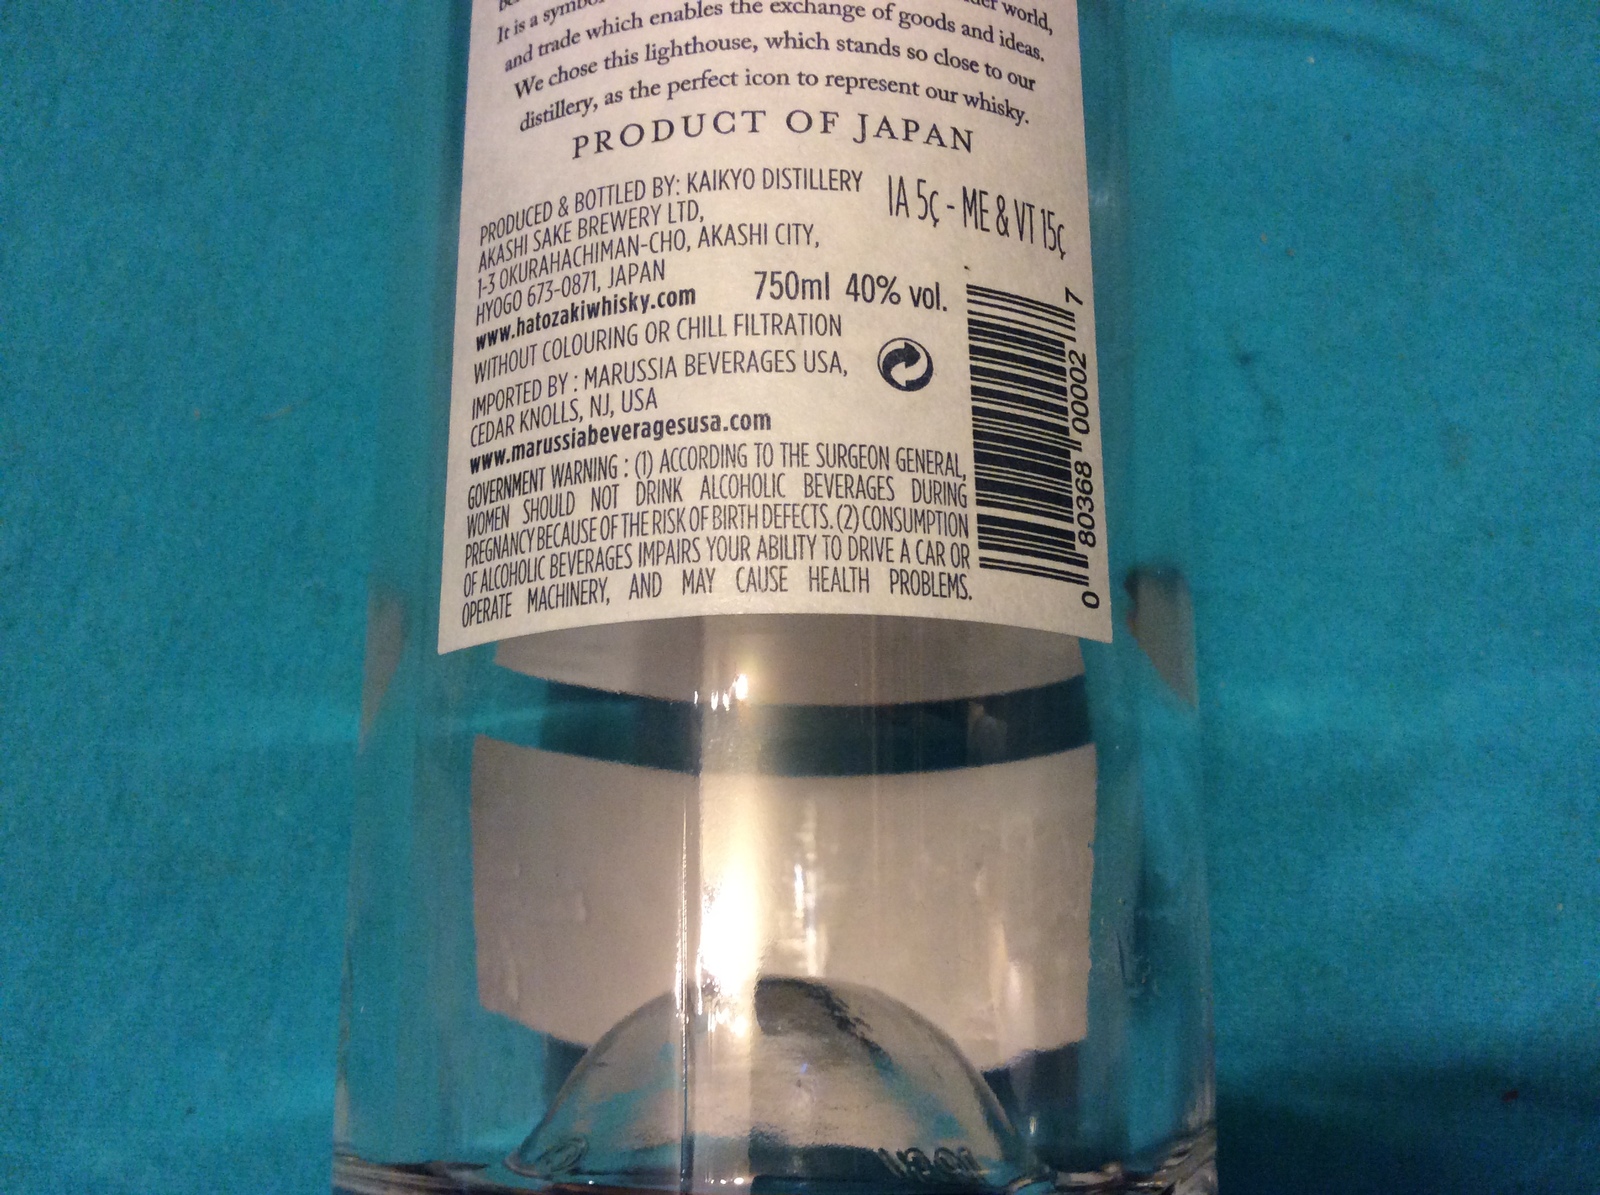 It is a symbol world,
and trade which enables the exchange of goods and ideas.
We chose this lighthouse, which stands so close to our
distillery, as the perfect icon to represent our whisky.
PRODUCT OF JAPAN
PRODUCED & BOTTLED BY: KAIKYO DISTILLERY
AKASHI SAKE BREWERY LTD,
1-3 OKURAHACHIMAN-CHO, AKASHI CITY,
HYOGO 673-0871, JAPAN
www.hatozakiwhisky.com
IA 5¢ - ME & VT 15¢
750ml 40% vol.
WITHOUT COLOURING OR CHILL FILTRATION
IMPORTED BY : MARUSSIA BEVERAGES USA,
CEDAR KNOLLS, NJ, USA
www.marussiabeveragesusa.com
GOVERNMENT WARNING : (1) ACCORDING TO THE SURGEON GENERAL,
WOMEN SHOULD NOT DRINK ALCOHOLIC BEVERAGES DURING
PREGNANCY BECAUSE OF THE RISK OF BIRTH DEFECTS. (2) CONSUMPTION
OF ALCOHOLIC BEVERAGES IMPAIRS YOUR ABILITY TO DRIVE A CAR OR
OPERATE MACHINERY, AND MAY CAUSE HEALTH PROBLEMS.
0 80368 00002 7